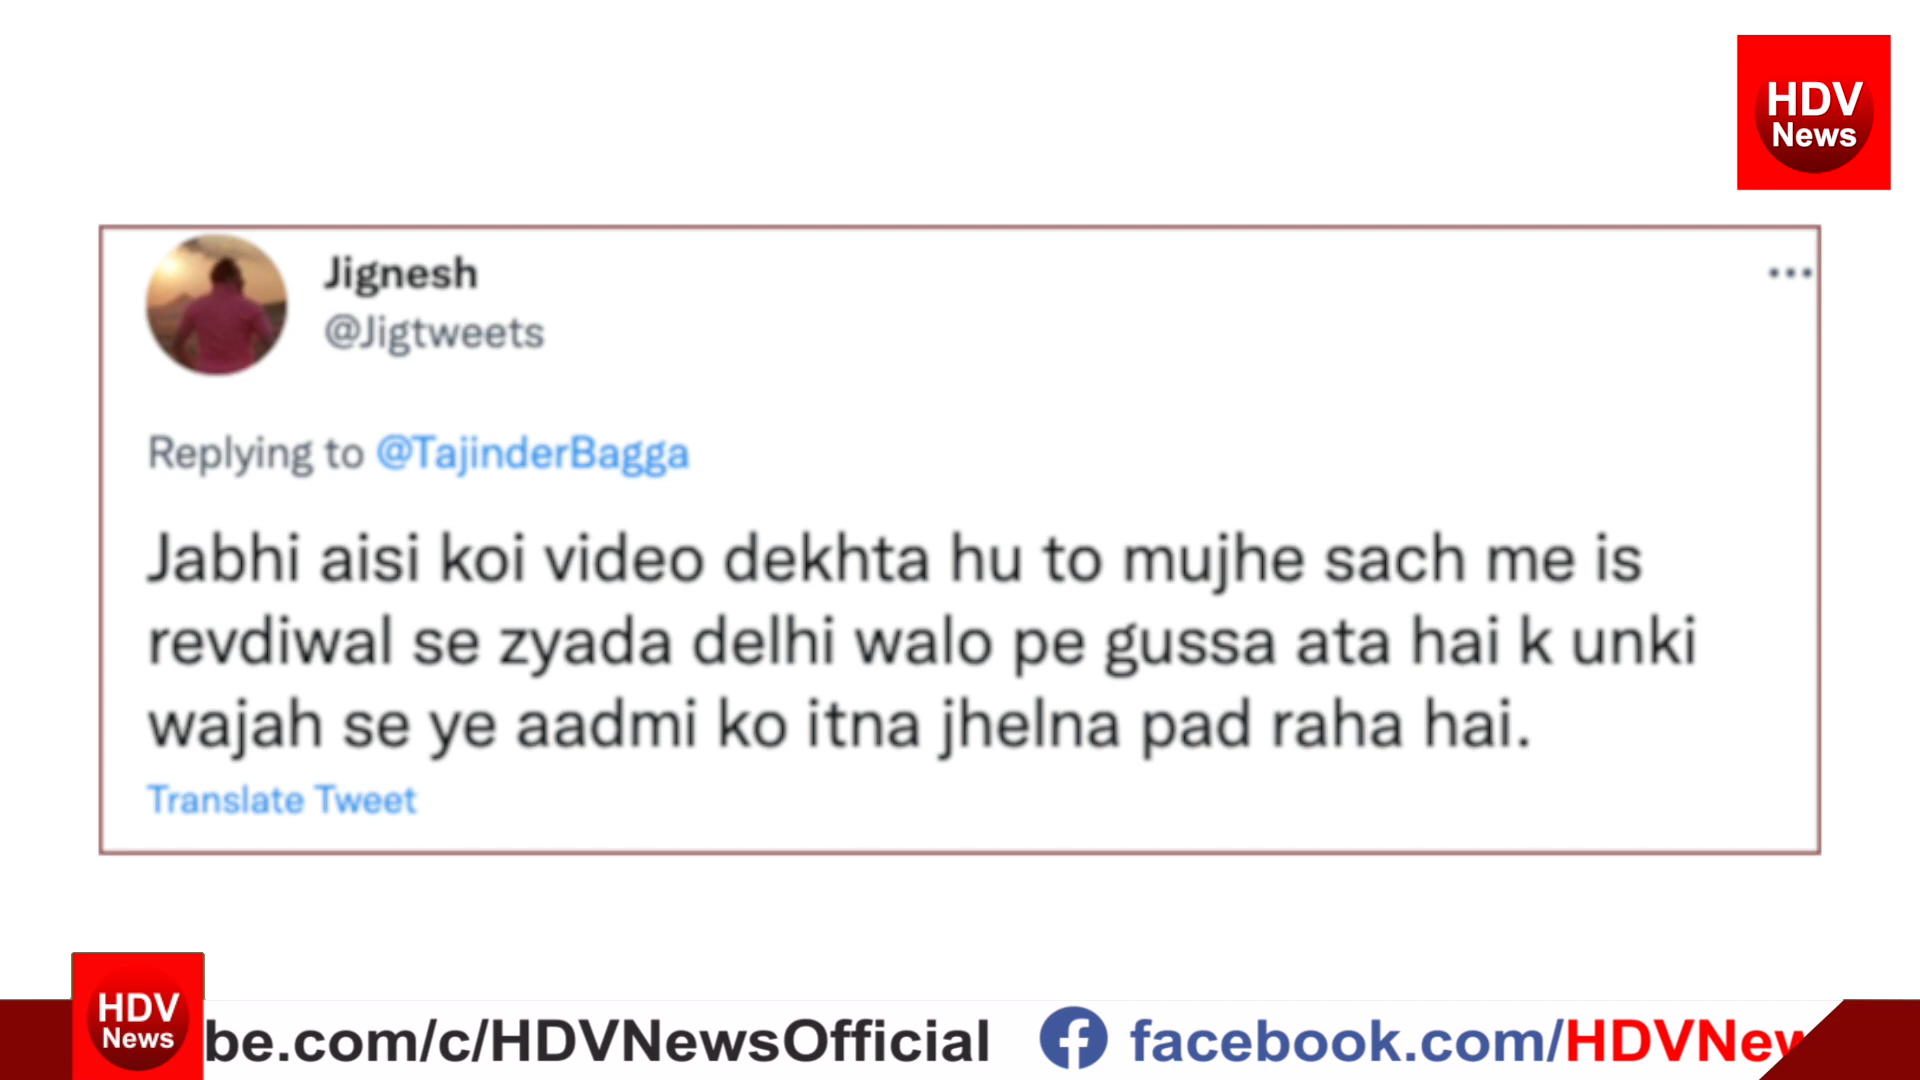 HDV
News
Jignesh
@Jigtweets
Replying to @TajinderBagga
Jabhi aisi koi video dekhta hu to mujhe sach me is
revdiwal se zyada delhi walo pe gussa ata hai k unki
wajah se ye aadmi ko itna jhelna pad raha hai.
Translate Tweet
HDV
News
be.com/c/HDVNewsOfficial facebook.com/HDVNew